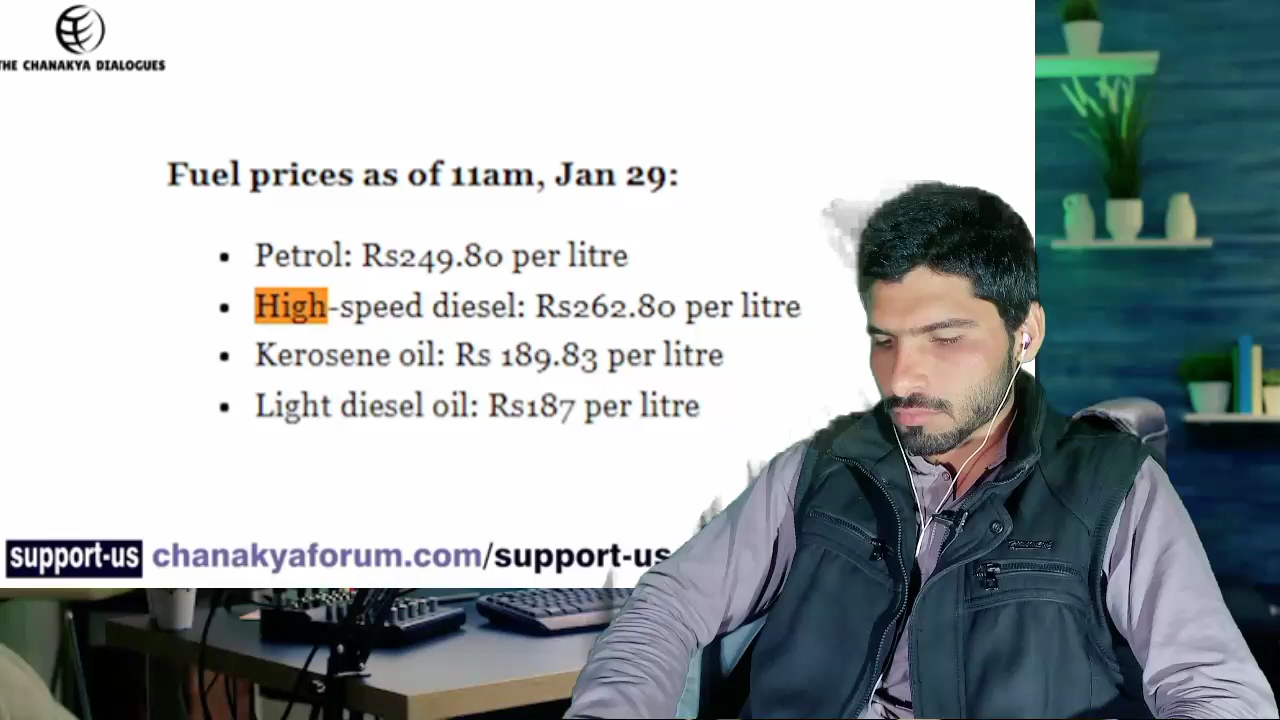 THE CHANAKYA DIALOGUES
Fuel prices as of 11am, Jan 29:
• Petrol: Rs249.80 per litre
• High-speed diesel: Rs262.80 per litre
• Kerosene oil: Rs 189.83 per litre
• Light diesel oil: Rs187 per litre
support-us chanakyaforum.com/support-us